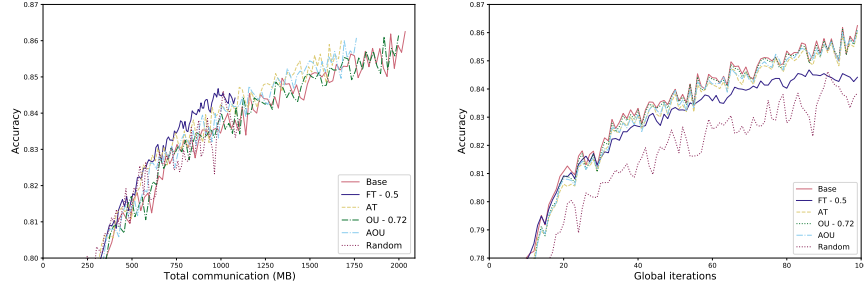 0.87
0.86
0.85
0.84
0.83
0.82
0.81
0.80
Accuracy
0 250 500 750 1000 1250 1500 1750 2000
Total communication (MB)
Base
FT - 0.5
AT
OU - 0.72
AOU
Random
0.87
0.86
0.85
0.84
0.83
0.82
0.81
0.80
0.79
0.78
Accuracy
0 20 40 60 80 100
Global iterations
Base
FT - 0.5
AT
OU - 0.72
AOU
Random